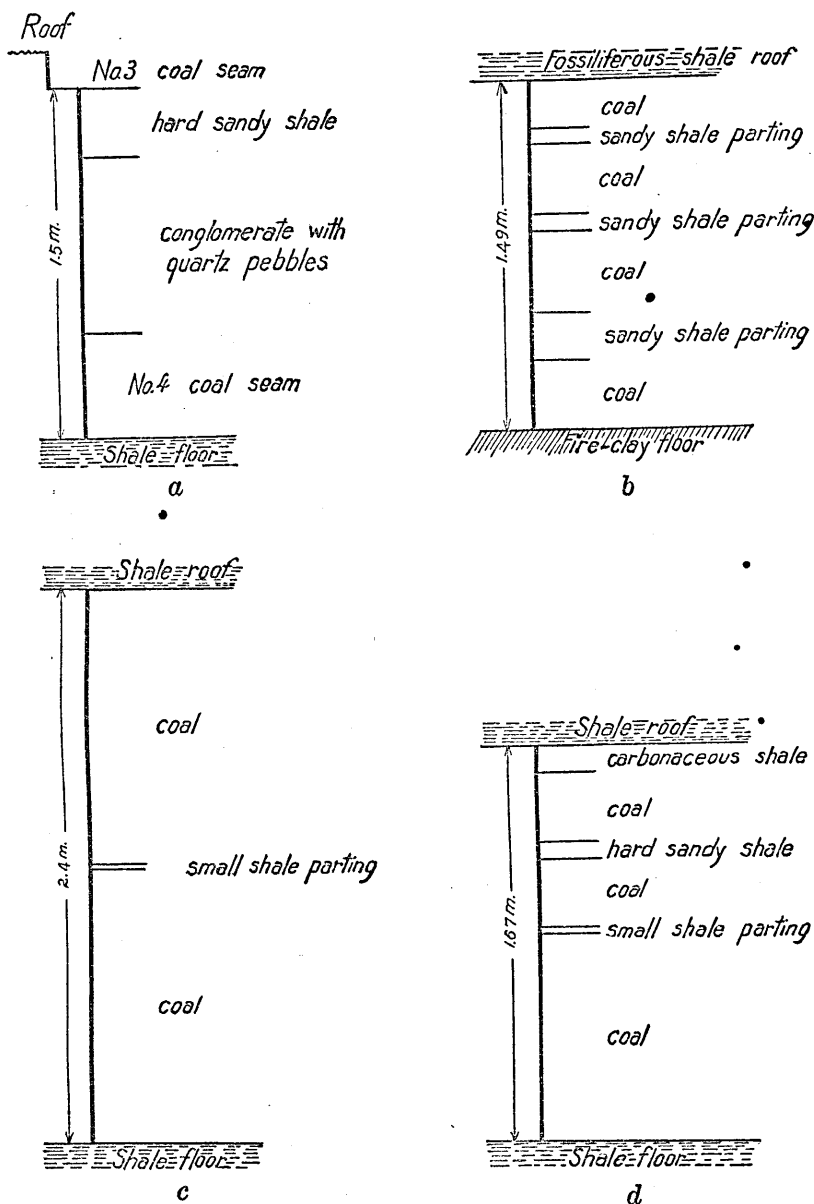 Roof
No.3 coal seam
hard sandy shale
1.5 m.
conglomerate with
quartz pebbles
No.4 coal seam
Shale floor
a
Fossiliferous shale roof
coal
sandy shale parting
coal
1.49 m.
sandy shale parting
coal
sandy shale parting
coal
Fire-clay floor
b
Shale roof
coal
2.4 m.
small shale parting
coal
Shale floor
c
Shale roof
carbonaceous shale
coal
hard sandy shale
coal
1.67 m.
small shale parting
coal
Shale floor
d